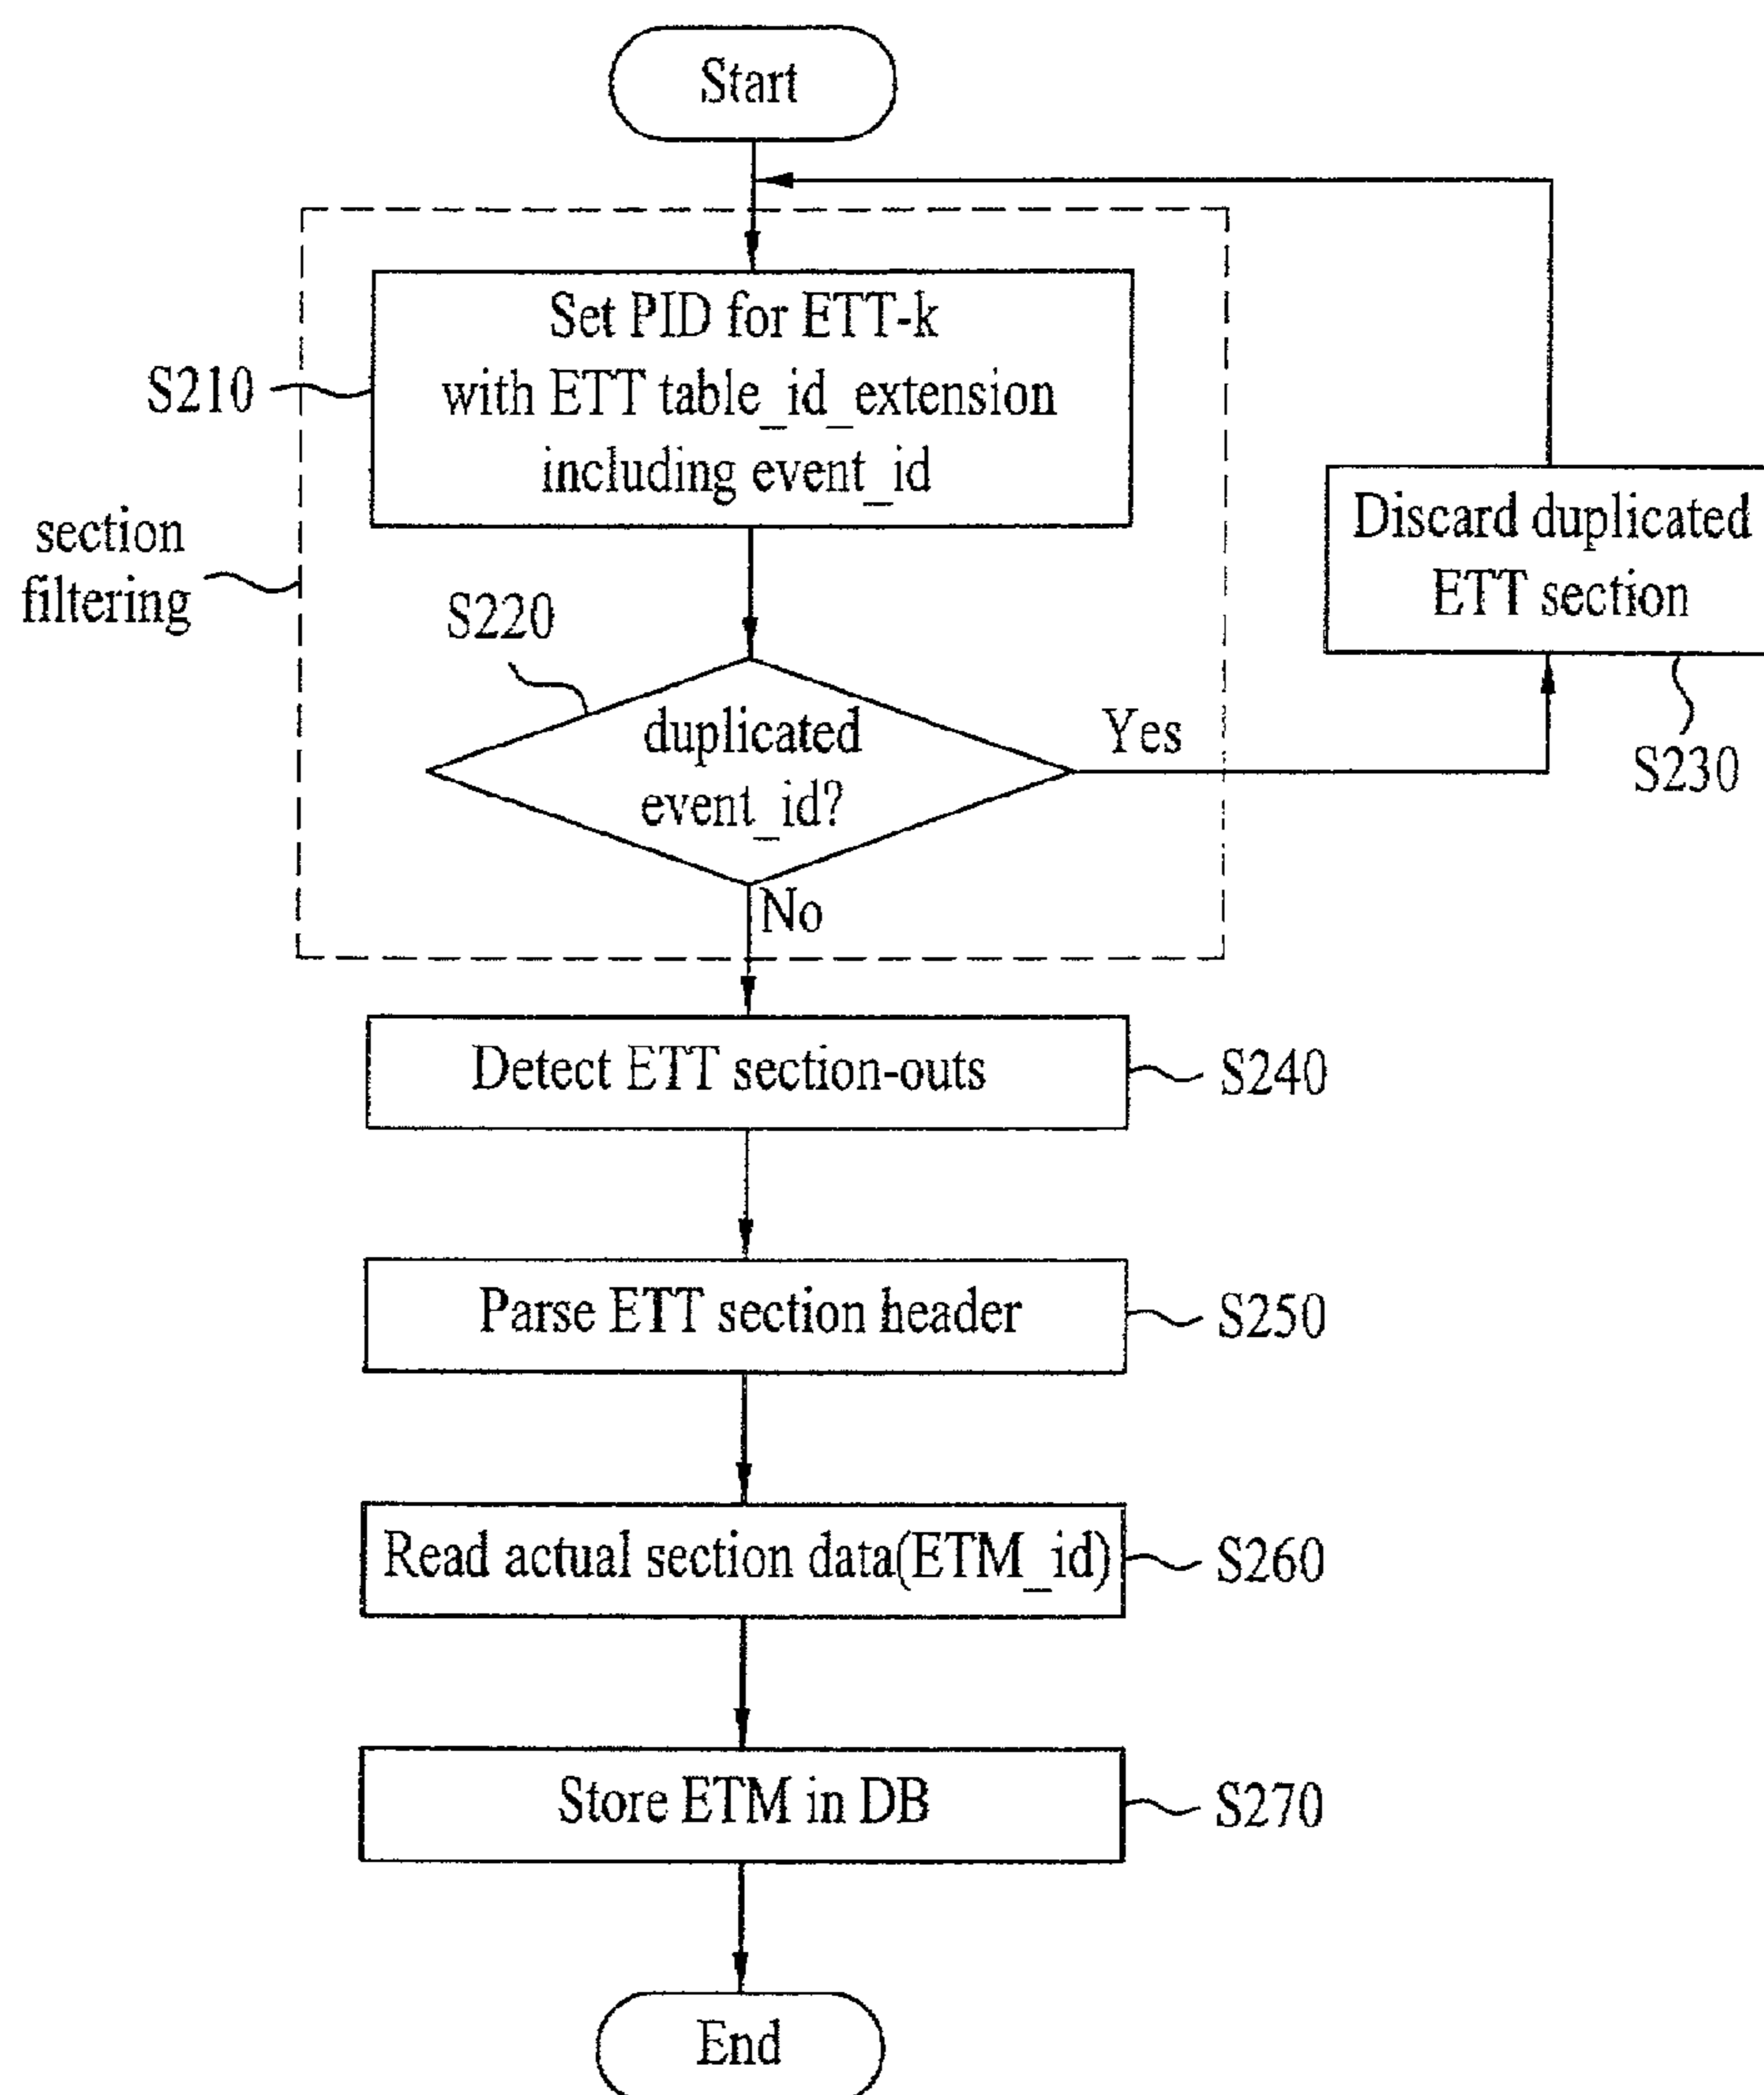 Start
Set PID for ETT-k
with ETT table_id_extension
including event_id
S210
section
filtering
Discard duplicated
ETT section
S230
S220
duplicated
event_id?
Yes
No
Detect ETT section-outs
S240
Parse ETT section header
S250
Read actual section data(ETM_id)
S260
Store ETM in DB
S270
End